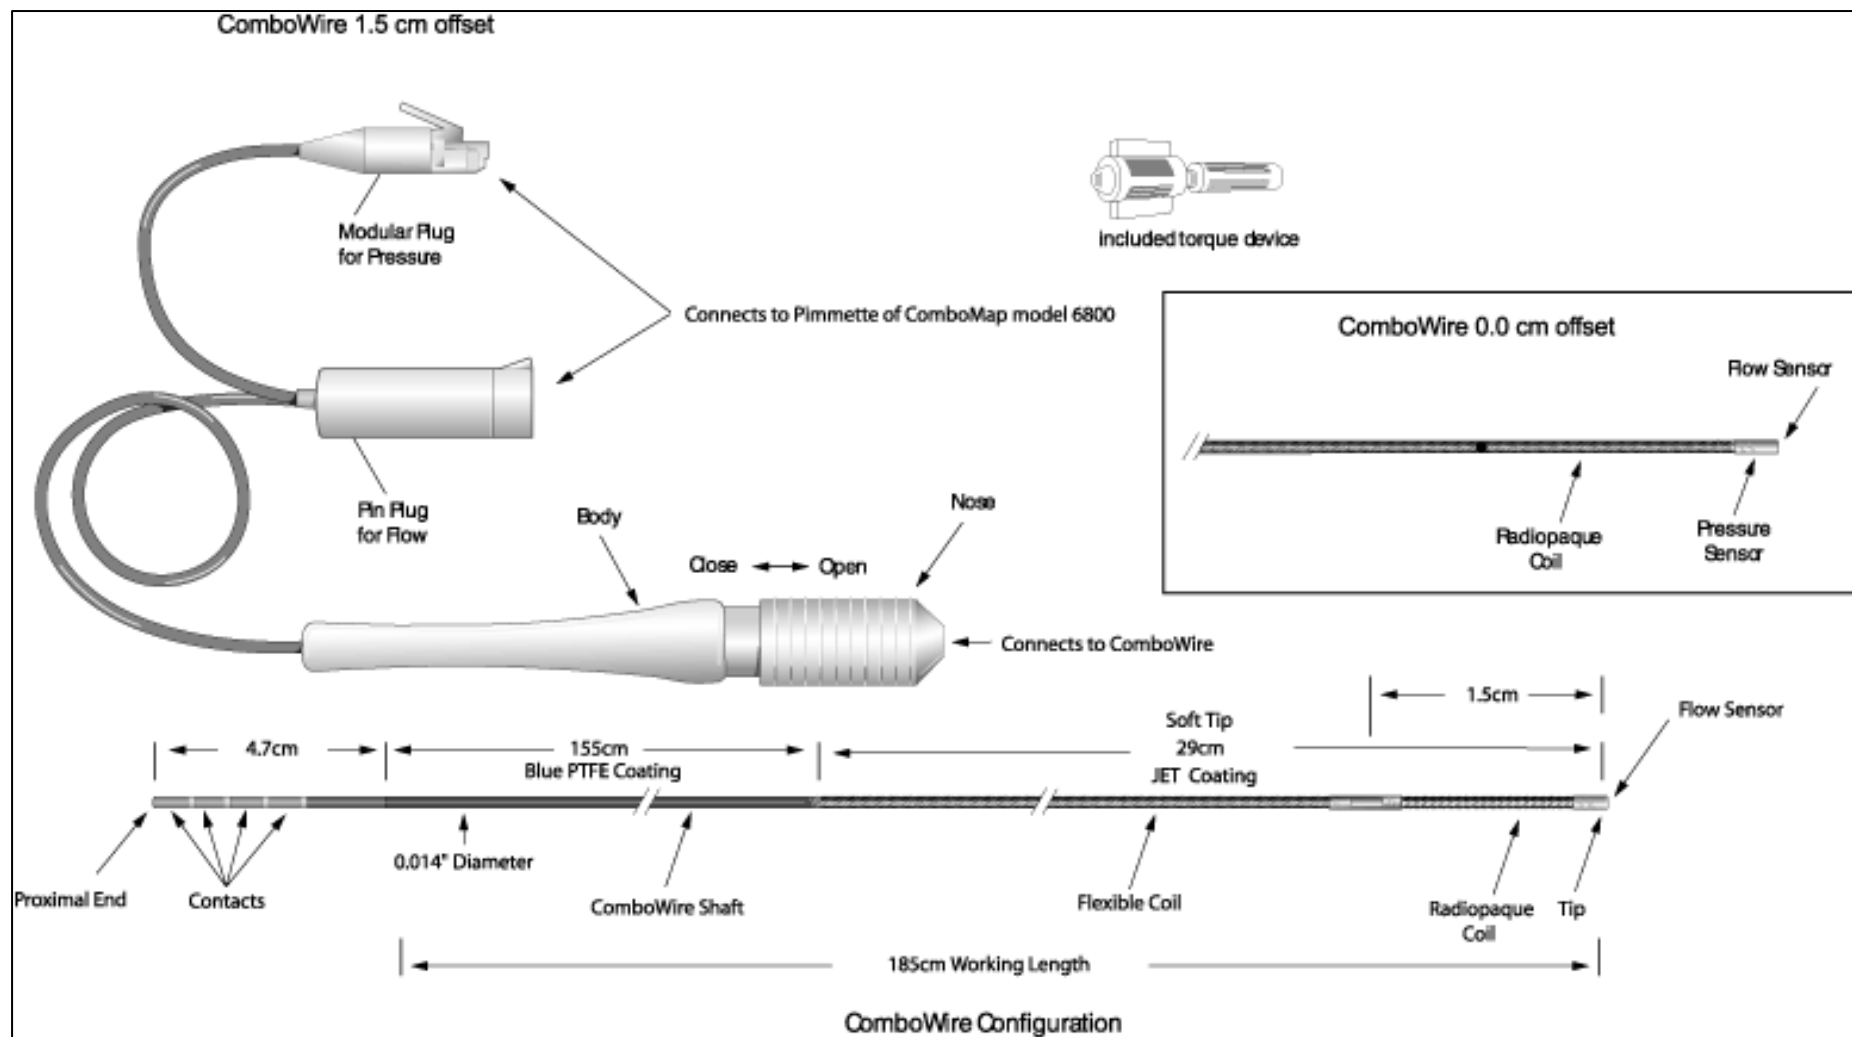 ComboWire 1.5 cm offset
Modular Plug
for Pressure
included torque device
Connects to Pimmette of ComboMap model 6800
ComboWire 0.0 cm offset
Flow Sensor
Radiopaque
Coil
Pressure
Sensor
Pin Plug
for Flow
Body
Nose
Close
Open
Connects to ComboWire
1.5cm
Flow Sensor
4.7cm
155cm
Blue PTFE Coating
Soft Tip
29cm
JET Coating
0.014" Diameter
Proximal End
Contacts
ComboWire Shaft
Flexible Coil
Radiopaque
Coil
Tip
185cm Working Length
ComboWire Configuration